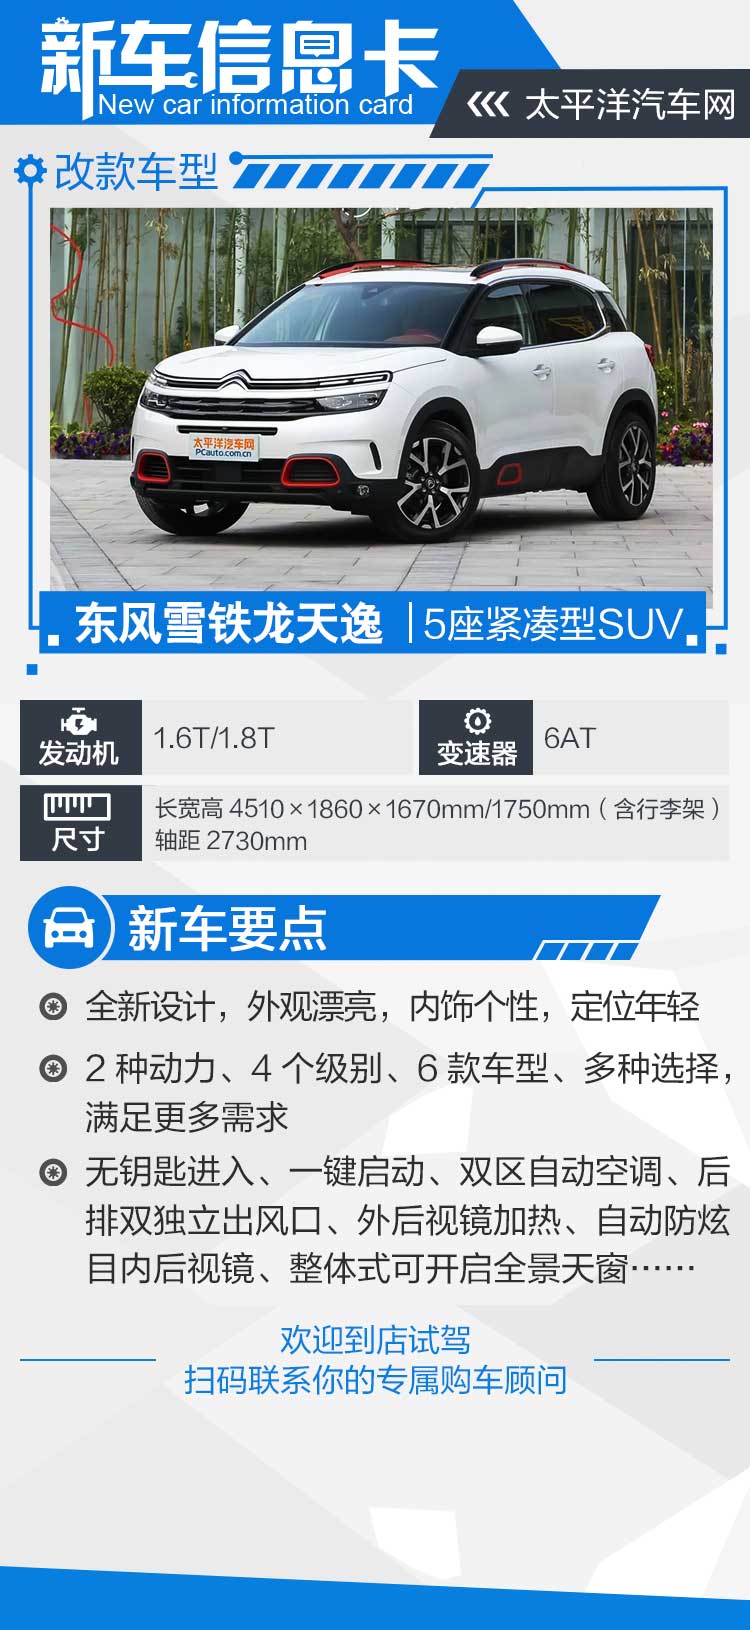 新车信息卡
New car information card
太平洋汽车网
改款车型
太平洋汽车网
PCauto.com.cn
东风雪铁龙天逸 | 5座紧凑型SUV
发动机
1.6T/1.8T
变速器
6AT
尺寸
长宽高 4510×1860×1670mm/1750mm（含行李架）
轴距 2730mm
新车要点
全新设计，外观漂亮，内饰个性，定位年轻
2 种动力、4 个级别、6 款车型、多种选择，
满足更多需求
无钥匙进入、一键启动、双区自动空调、后
排双独立出风口、外后视镜加热、自动防炫
目内后视镜、整体式可开启全景天窗……
欢迎到店试驾
扫码联系你的专属购车顾问